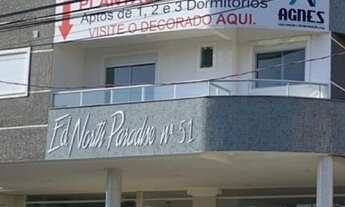 Aptos de 1, 2 e 3 Dormitórios
VISITE O DECORADO AQUI.
AGNES
Ed North Paradise nº 51